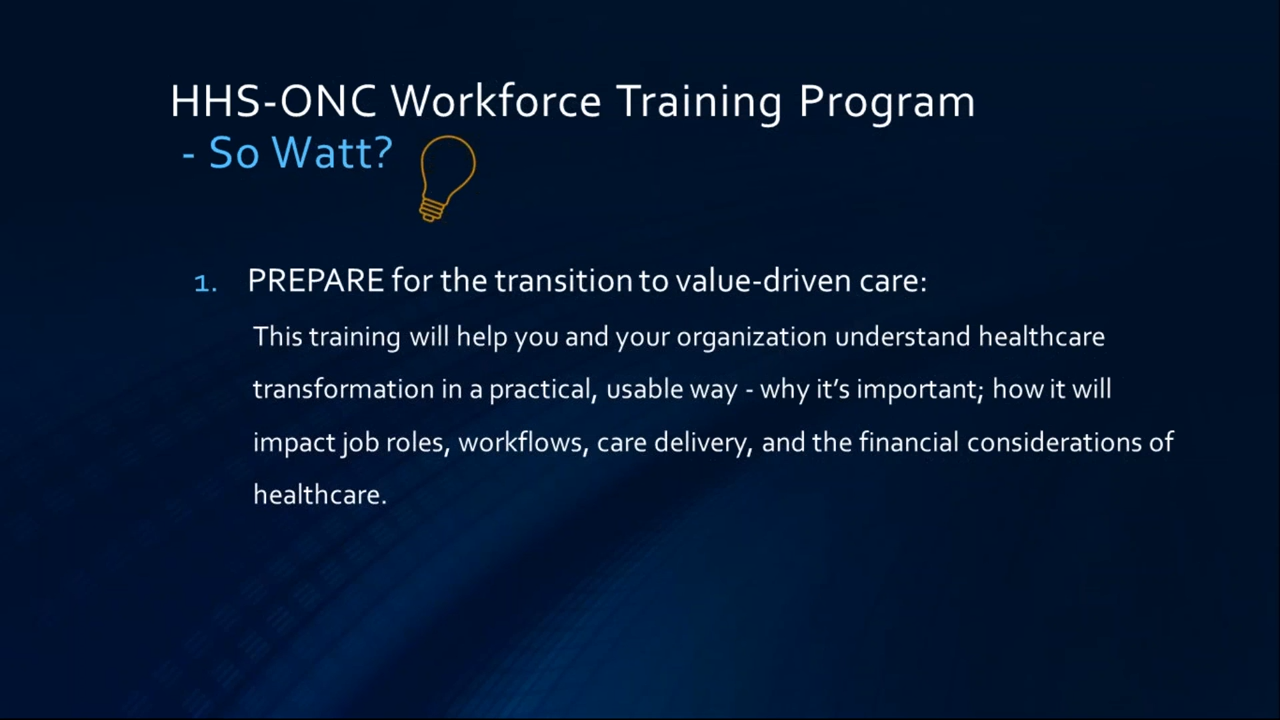 HHS-ONC Workforce Training Program
- So Watt?
1. PREPARE for the transition to value-driven care:
This training will help you and your organization understand healthcare
transformation in a practical, usable way - why it’s important; how it will
impact job roles, workflows, care delivery, and the financial considerations of
healthcare.